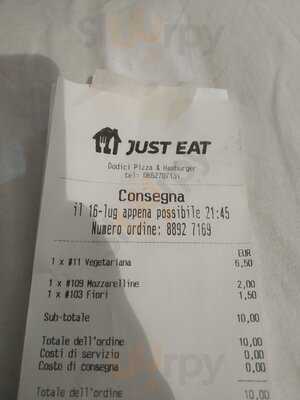 JUST EAT
Dodici Pizza & Hamburger
Consegna
il 16-lug appena possibile 21:45
Numero ordine: 8892 7169
EUR
1 x #11 Vegetariana 6,50
1 x #109 Mozzarelline 2,00
1 x #103 Fiori 1,50
Sub-totale 10,00
Totale dell'ordine 10,00
Costi di servizio 0,00
Costo di consegna 0,00
Totale dell'ordine 10,00